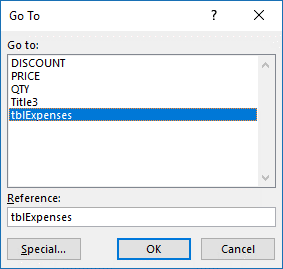 Go To
?
Go to:
DISCOUNT
PRICE
QTY
Title3
tblExpenses
Reference:
tblExpenses
Special...
OK
Cancel